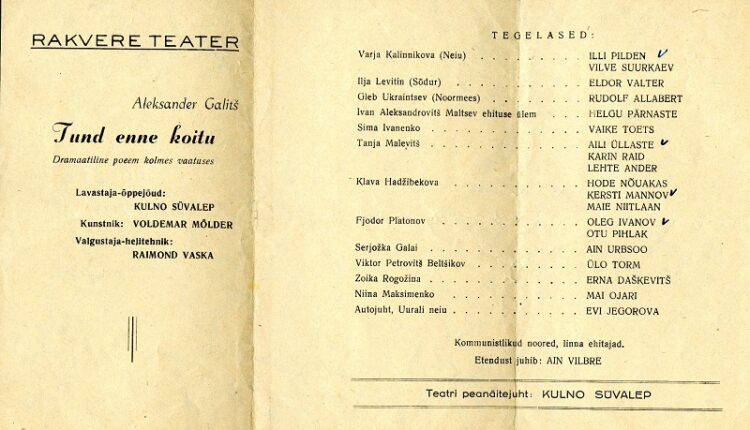 RAKVERE TEATER
Aleksander Galitš
Tund enne koitu
Dramaatiline poeem kolmes vaatuses
Lavastaja-õppejõud:
KULNO SÜVALEP
Kunstnik: VOLDEMAR MÖLDER
Valgustaja-helitehnik:
RAIMOND VASKA
TEGELASED:
Varja Kalinnikova (Neiu) . . . . . . . . . ILLI PILDEN
VILVE SUURKAEV
Ilja Levitin (Sõdur) . . . . . . . . . ELDOR VALTER
Gleb Ukraintsev (Noormees) . . . . . . . . RUDOLF ALLABERT
Ivan Aleksandrovitš Maltsev ehituse ülem . . . . . HELGU PÄRNASTE
Sima Ivanenko . . . . . . . . . VAIKE TOETS
Tanja Maleyitš . . . . . . . . . AILI ÜLLASTE
KARIN RAID
LEHTE ANDER
Klava Hadžibekova . . . . . . . . . HODE NÕUAKAS
KERSTI MANNOV
MAIE NIITLAAN
Fjodor Platonov . . . . . . . . . OLEG IVANOV
OTU PIHLAK
Serjožka Galai . . . . . . . . . AIN URBSOO
Viktor Petrovitš Beltšikov . . . . . . . . . ÜLO TORM
Zoika Rogožina . . . . . . . . . ERNA DAŠKEVITŠ
Niina Maksimenko . . . . . . . . . MAI OJARI
Autojuht, Uurali neiu . . . . . . . . . EVI JEGOROVA
Kommunistlikud noored, linna ehitajad.
Etendust juhib: AIN VILBRE
Teatri peanäitejuht: KULNO SÜVALEP